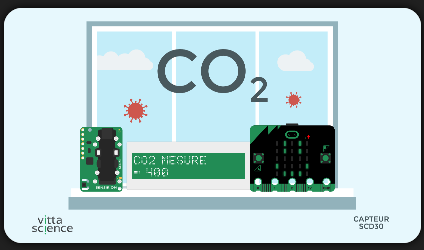 CO2
CO2 MESURE
= 400
vitta
science
CAPTEUR
SCD30